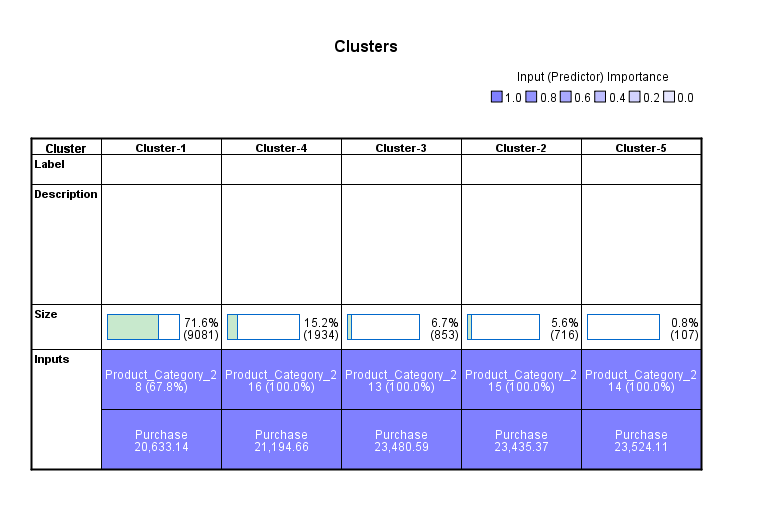 Clusters
Input (Predictor) Importance
1.0 0.8 0.6 0.4 0.2 0.0
Cluster Cluster-1 Cluster-4 Cluster-3 Cluster-2 Cluster-5
Label
Description
Size 71.6% 15.2% 6.7% 5.6% 0.8%
(9081) (1934) (853) (716) (107)
Inputs
Product_Category_2 Product_Category_2 Product_Category_2 Product_Category_2 Product_Category_2
8 (67.8%) 16 (100.0%) 13 (100.0%) 15 (100.0%) 14 (100.0%)
Purchase Purchase Purchase Purchase Purchase
20,633.14 21,194.66 23,480.59 23,435.37 23,524.11